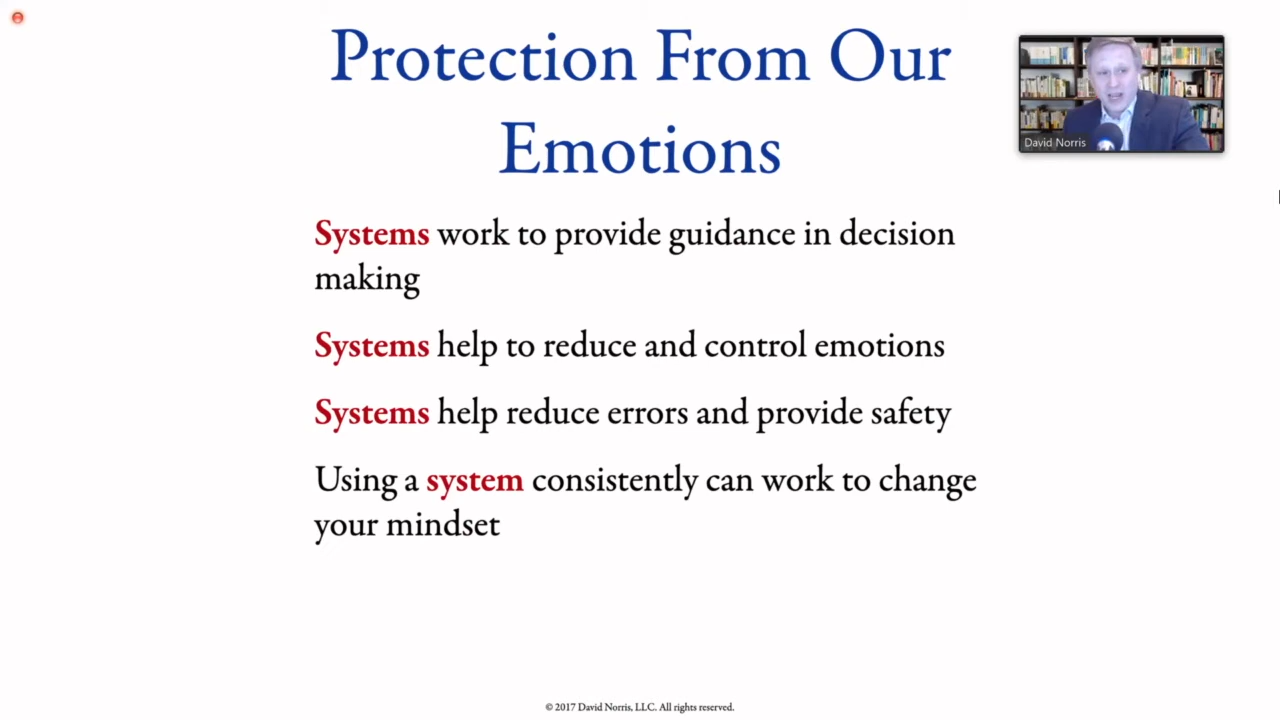 Protection From Our
Emotions
David Norris
Systems work to provide guidance in decision
making
Systems help to reduce and control emotions
Systems help reduce errors and provide safety
Using a system consistently can work to change
your mindset
© 2017 David Norris, LLC. All rights reserved.